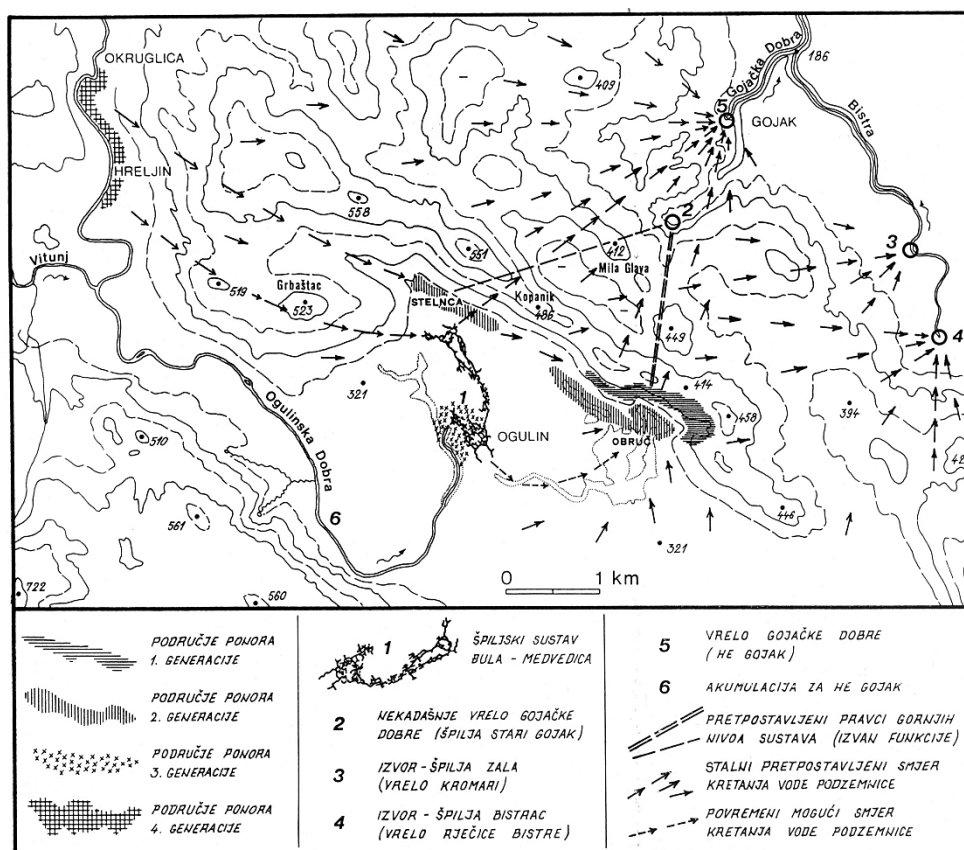 OKRUGLICA
HRELJIN
Vitunj
409
Gojačka Dobra
186
5
GOJAK
Bistra
2
3
4
558
551
412
Mila Glava
519
Grbaštac
523
STELNCA
Kopanik
486
449
414
458
394
321
1
OGULIN
OBRUČ
Ogulinska Dobra
510
6
561
446
321
722
560
0 1 km
PODRUČJE PONORA
1. GENERACIJE
PODRUČJE PONORA
2. GENERACIJE
PODRUČJE PONORA
3. GENERACIJE
PODRUČJE PONORA
4. GENERACIJE
1 ŠPILJSKI SUSTAV
BULA - MEDVEDICA
2 NEKADAŠNJE VRELO GOJAČKE
DOBRE (ŠPILJA STARI GOJAK)
3 IZVOR - ŠPILJA ZALA
(VRELO KROMARI)
4 IZVOR - ŠPILJA BISTRAC
(VRELO RJEČICE BISTRE)
5 VRELO GOJAČKE DOBRE
(HE GOJAK)
6 AKUMULACIJA ZA HE GOJAK
PRETPOSTAVLJENI PRAVCI GORNJIH
NIVOA SUSTAVA (IZVAN FUNKCIJE)
STALNI PRETPOSTAVLJENI SMJER
KRETANJA VODE PODZEMNICE
POVREMENI MOGUĆI SMJER
KRETANJA VODE PODZEMNICE